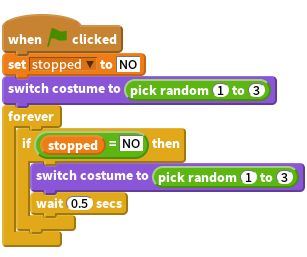 when clicked
set stopped to NO
switch costume to pick random 1 to 3
forever
if stopped = NO then
switch costume to pick random 1 to 3
wait 0.5 secs